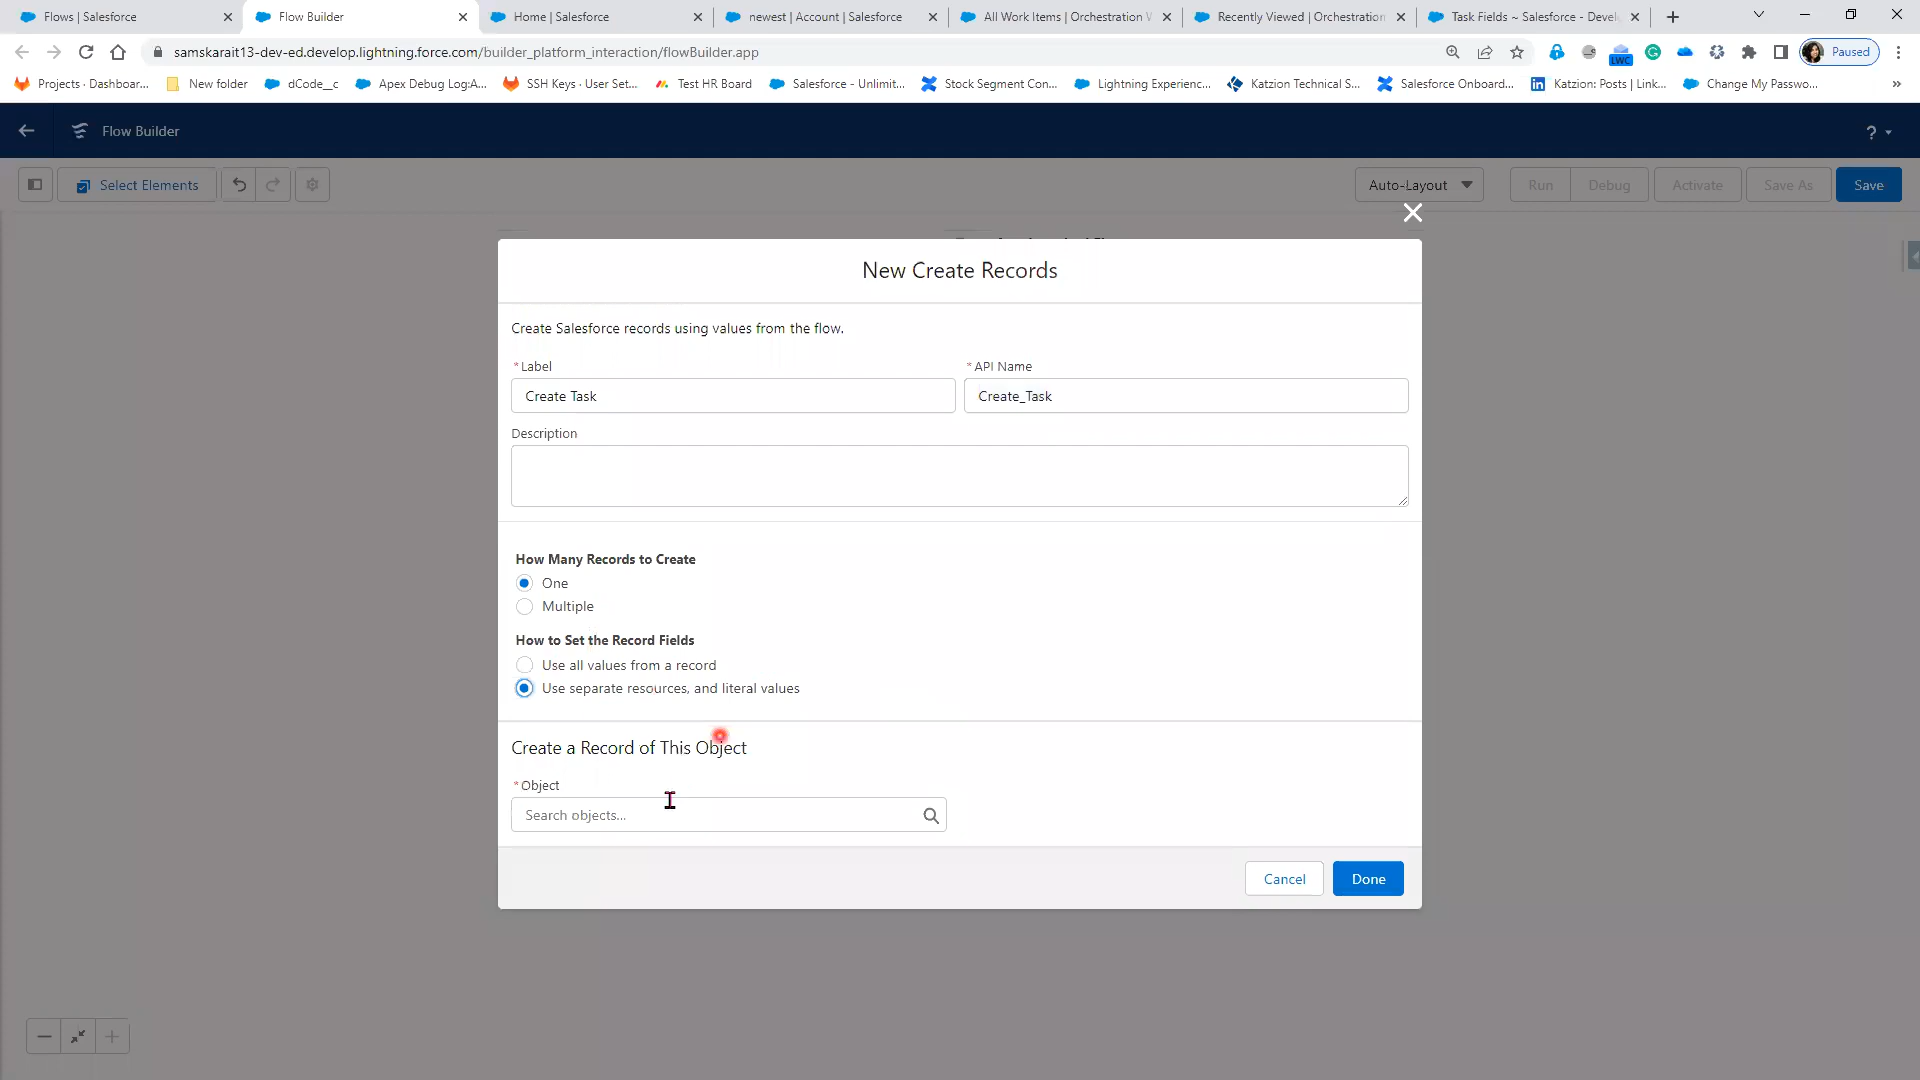 Flows | Salesforce
Flow Builder
Home | Salesforce
newest | Account | Salesforce
All Work Items | Orchestration W
Recently Viewed | Orchestration
Task Fields ~ Salesforce - Develo
samskarait13-dev-ed.develop.lightning.force.com/builder_platform_interaction/flowBuilder.app
LWC
Paused
Projects · Dashboar...
New folder
dCode__c
Apex Debug Log:A...
SSH Keys · User Set...
Test HR Board
Salesforce - Unlimit...
Stock Segment Con...
Lightning Experienc...
Katzion Technical S...
Salesforce Onboard...
Katzion: Posts | Link...
Change My Passwo...
»
Flow Builder
?
Select Elements
Auto-Layout
Run
Debug
Activate
Save As
Save
New Create Records
Create Salesforce records using values from the flow.
* Label
* API Name
Create Task
Create_Task
Description
How Many Records to Create
One
Multiple
How to Set the Record Fields
Use all values from a record
Use separate resources, and literal values
Create a Record of This Object
* Object
Search objects...
Cancel
Done